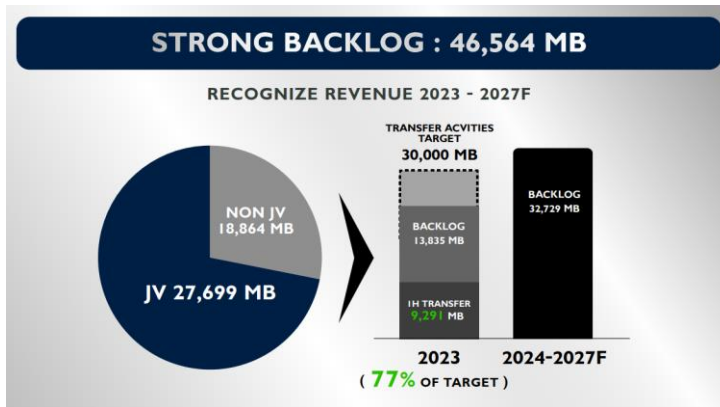 STRONG BACKLOG : 46,564 MB
RECOGNIZE REVENUE 2023 - 2027F
NON JV
18,864 MB
JV 27,699 MB
TRANSFER ACVITIES
TARGET
30,000 MB
BACKLOG
13,835 MB
1H TRANSFER
9,291 MB
2023
( 77% OF TARGET )
BACKLOG
32,729 MB
2024-2027F